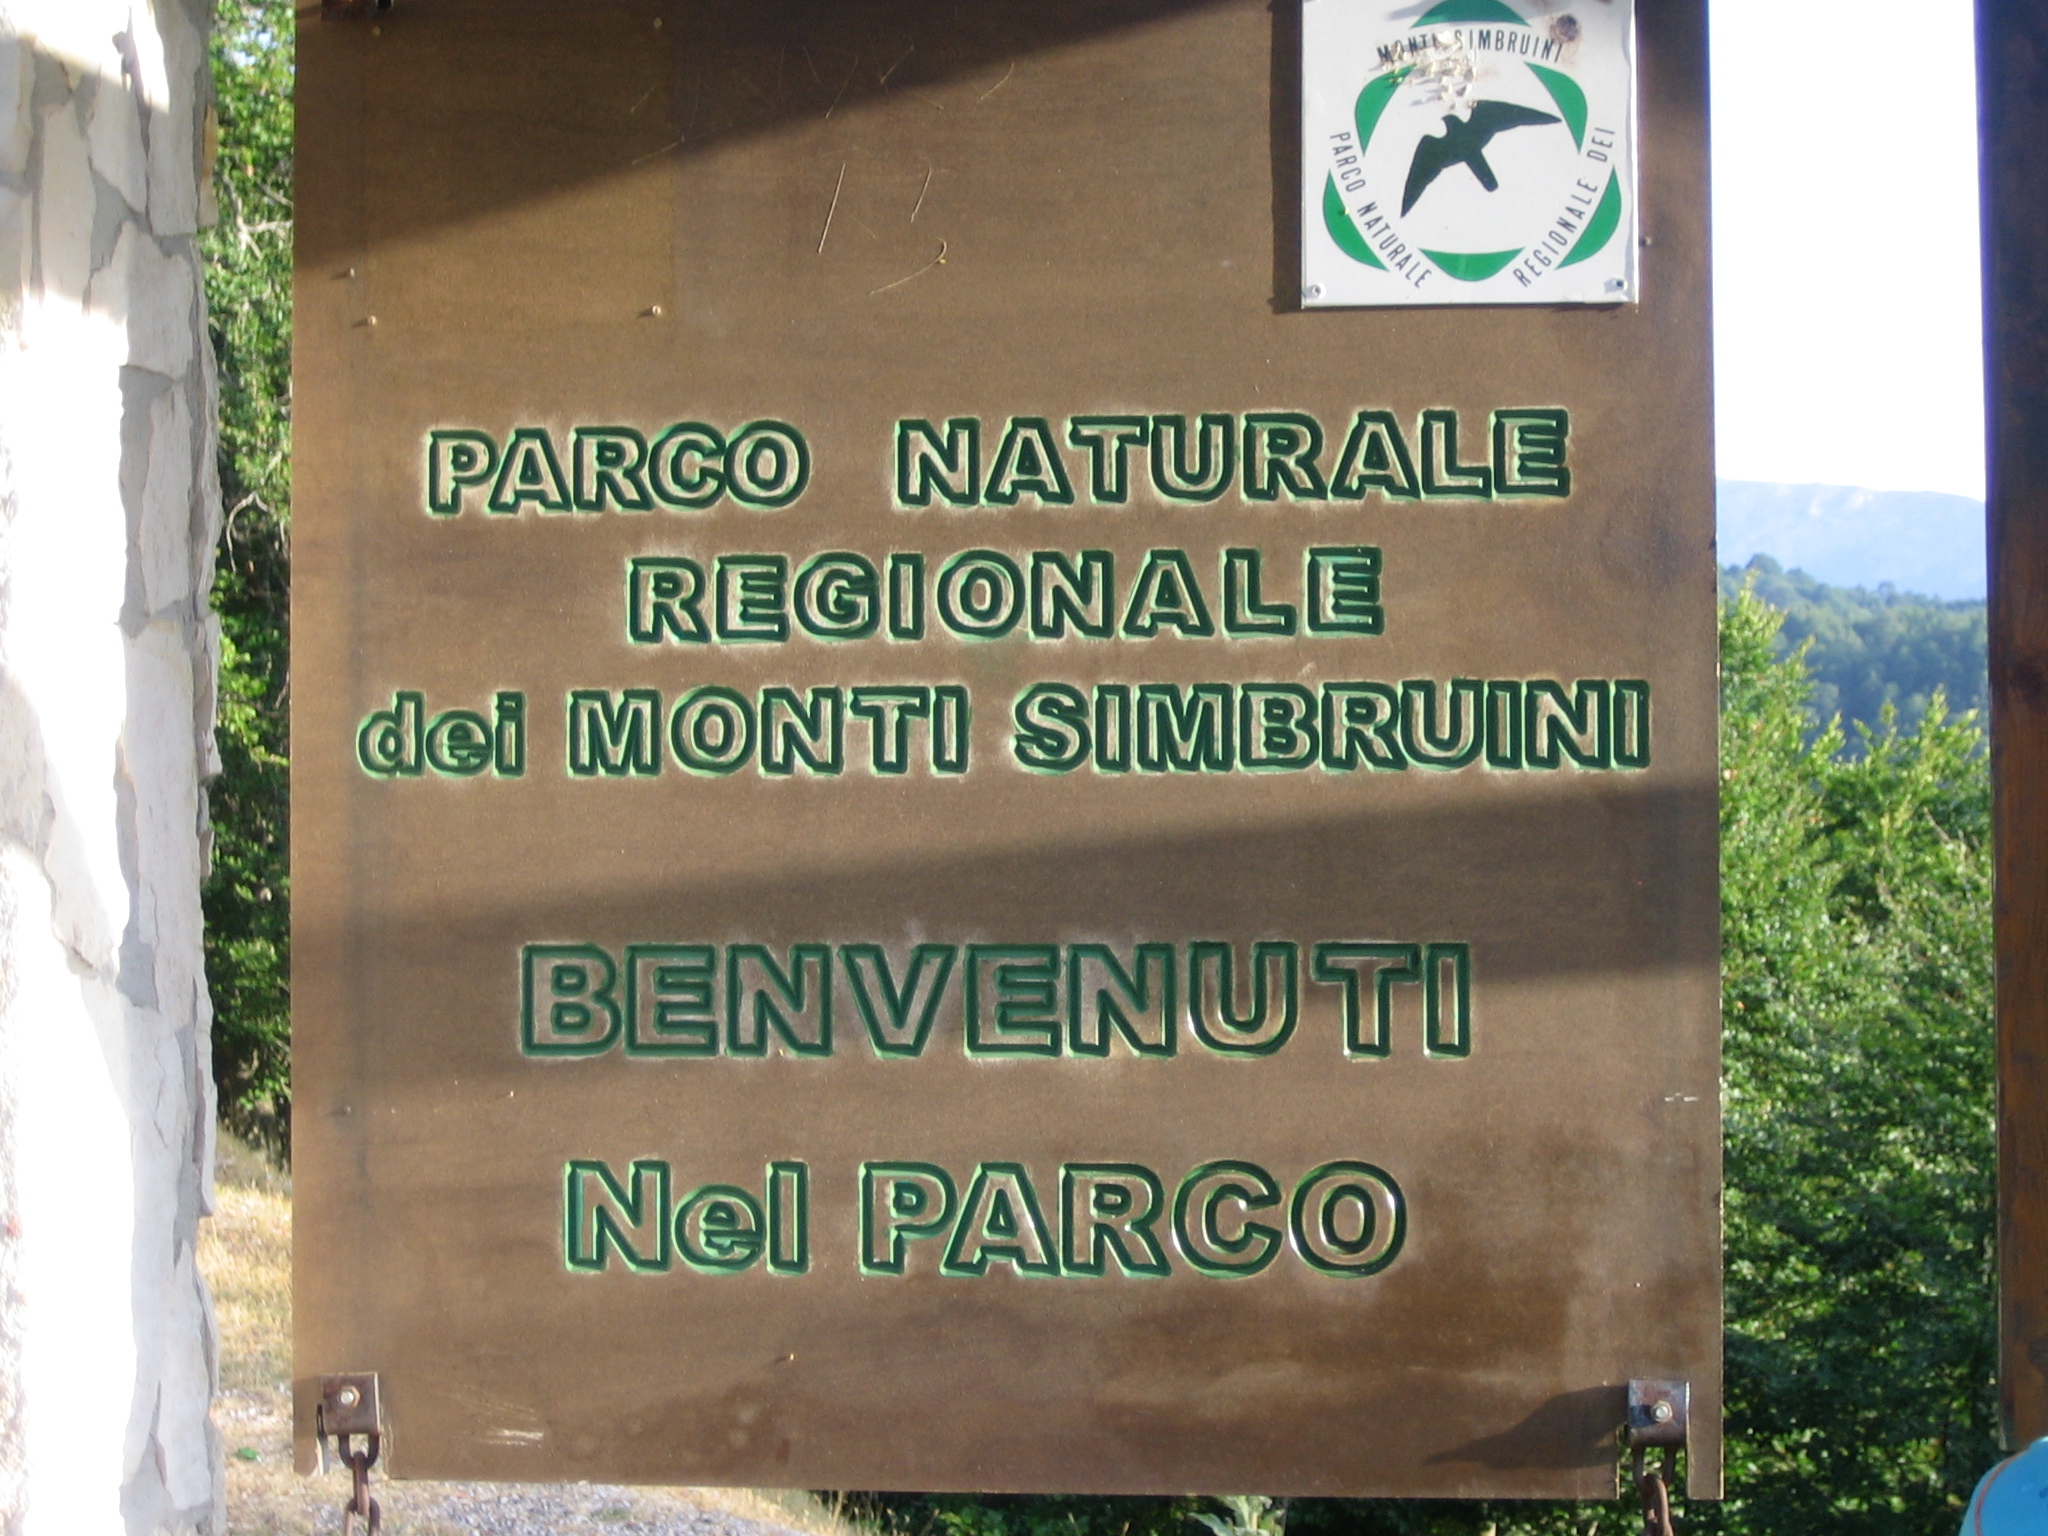 MONTI SIMBRUINI
PARCO NATURALE
REGIONALE DEI
PARCO NATURALE
REGIONALE
dei MONTI SIMBRUINI
BENVENUTI
Nel PARCO